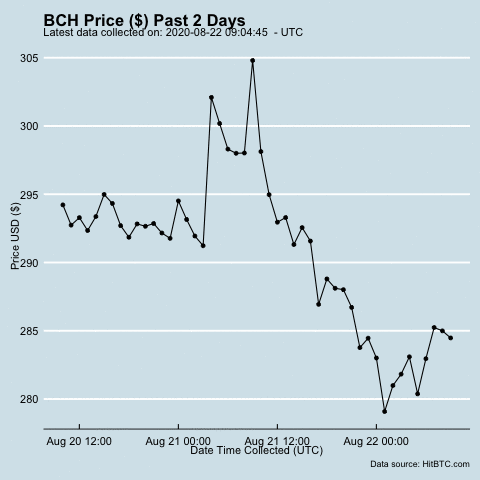 BCH Price ($) Past 2 Days
Latest data collected on: 2020-08-22 09:04:45 - UTC
305
300
295
290
285
280
Price USD ($)
Aug 20 12:00 Aug 21 00:00 Aug 21 12:00 Aug 22 00:00
Date Time Collected (UTC)
Data source: HitBTC.com